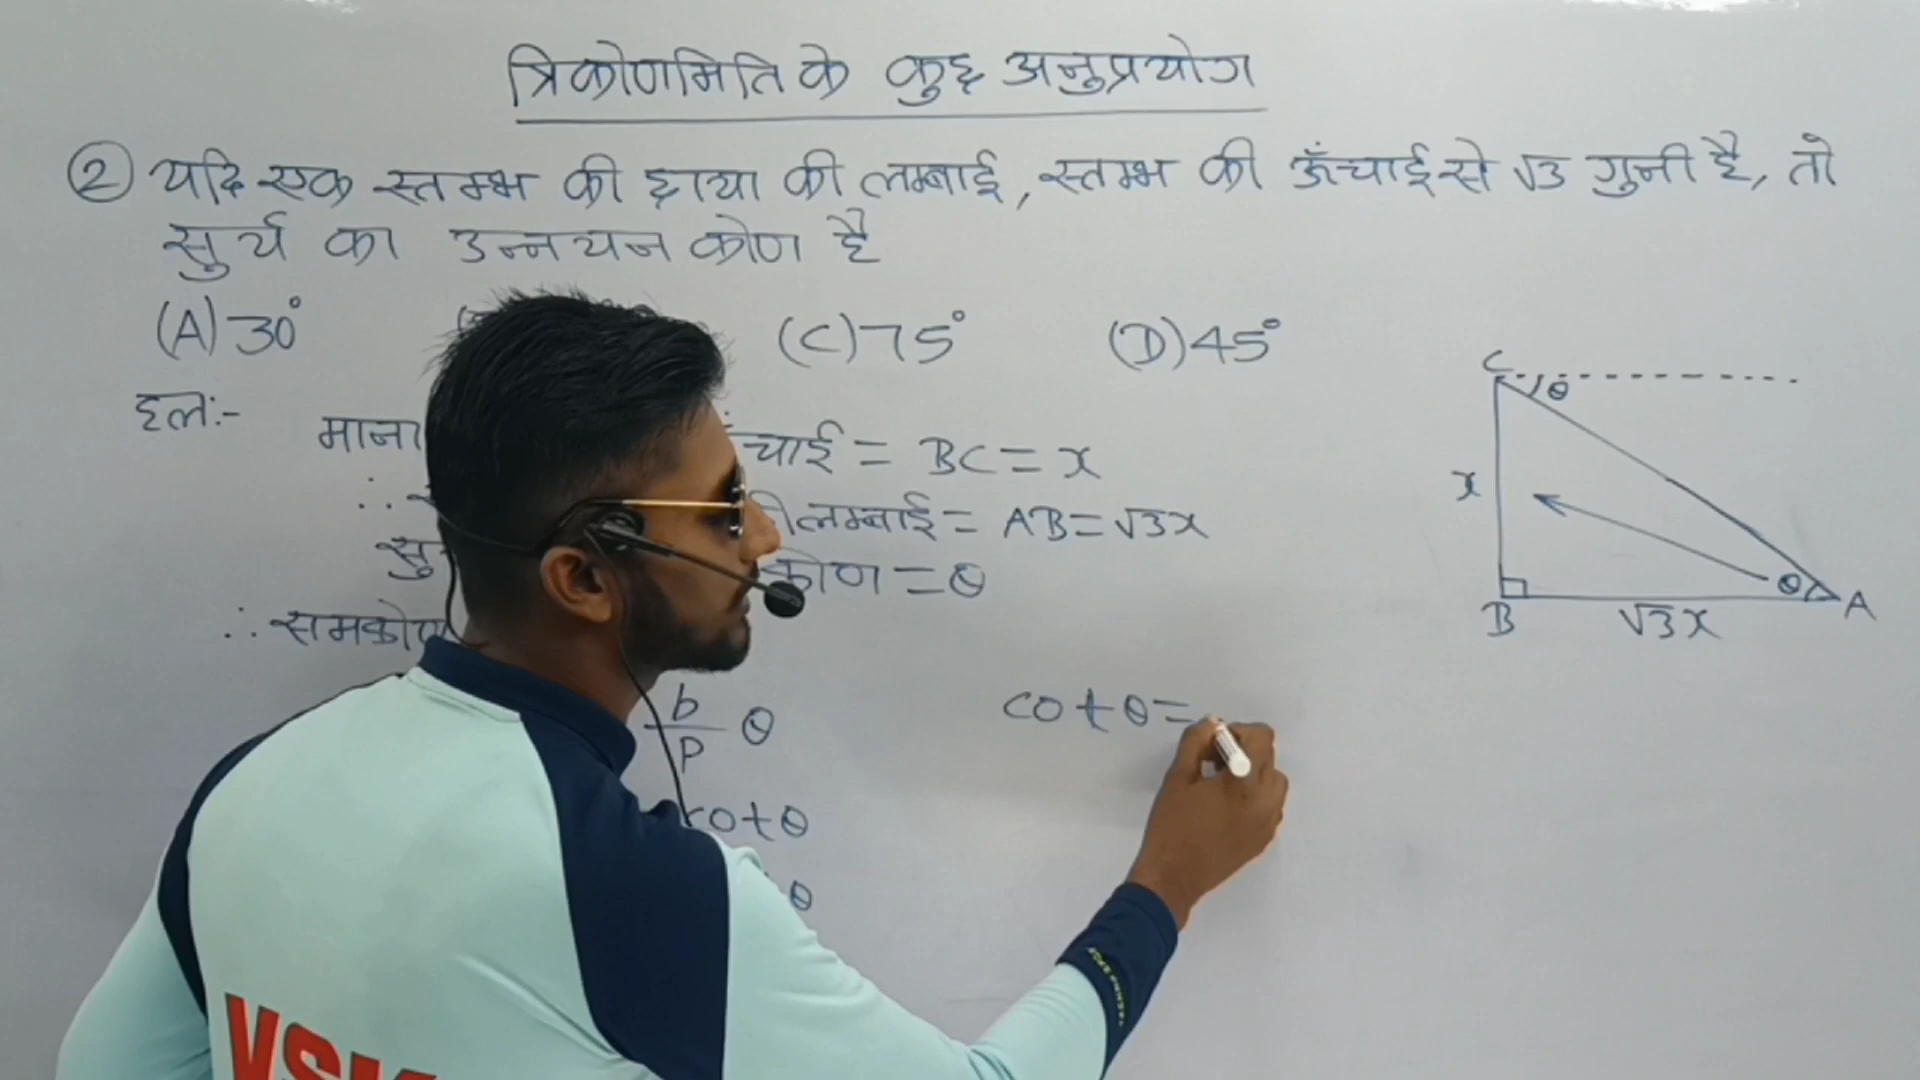 त्रिकोणमिति के कुछ अनुप्रयोग
② यदि एक स्तम्भ की छाया की लम्बाई, स्तम्भ की ऊँचाई से √3 गुनी है, तो
सुर्य का उन्नयन कोण है
(A) 30° (C) 75° (D) 45°
हल:-
माना चाई = BC = x
∴ लम्बाई = AB = √3x
सु कोण = θ
∴ समकोण
b/P θ
cotθ
θ
cotθ =
C θ
x
θ A
B √3x
VSK